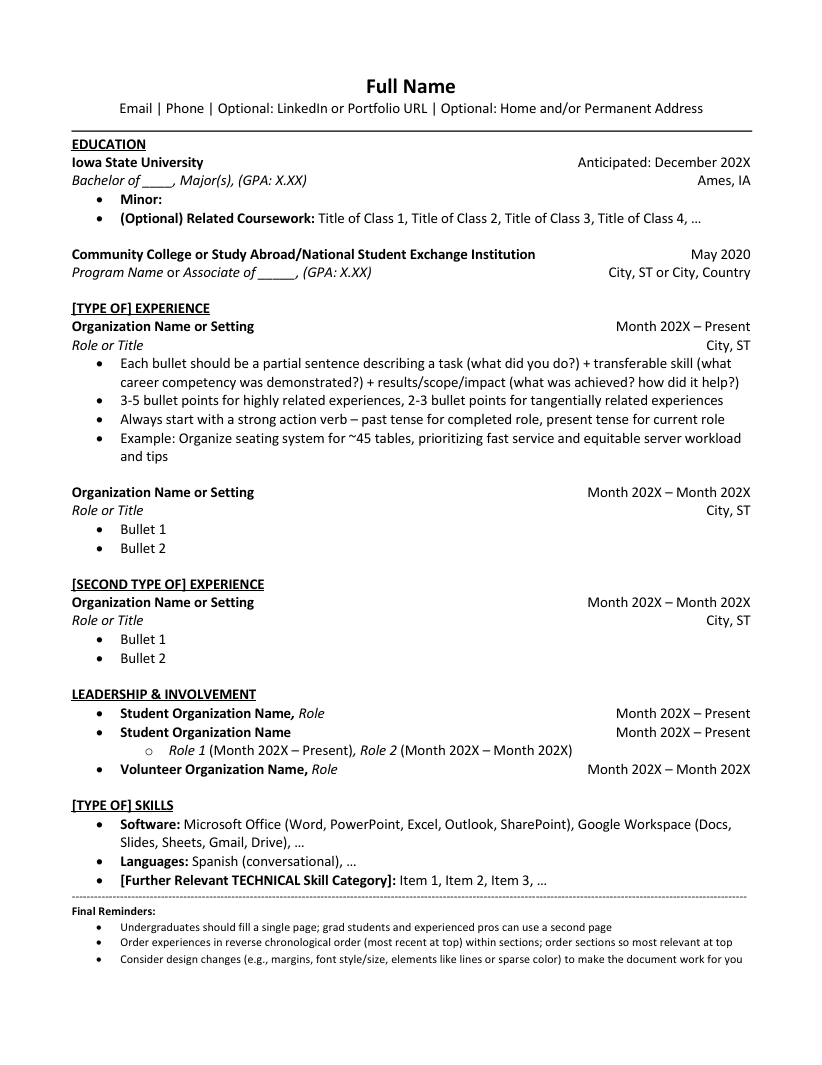 Full Name
Email | Phone | Optional: LinkedIn or Portfolio URL | Optional: Home and/or Permanent Address
EDUCATION
Iowa State University Anticipated: December 202X
Bachelor of ____, Major(s), (GPA: X.XX) Ames, IA
• Minor:
• (Optional) Related Coursework: Title of Class 1, Title of Class 2, Title of Class 3, Title of Class 4, …
Community College or Study Abroad/National Student Exchange Institution May 2020
Program Name or Associate of _____, (GPA: X.XX) City, ST or City, Country
[TYPE OF] EXPERIENCE
Organization Name or Setting Month 202X – Present
Role or Title City, ST
• Each bullet should be a partial sentence describing a task (what did you do?) + transferable skill (what
career competency was demonstrated?) + results/scope/impact (what was achieved? how did it help?)
• 3-5 bullet points for highly related experiences, 2-3 bullet points for tangentially related experiences
• Always start with a strong action verb – past tense for completed role, present tense for current role
• Example: Organize seating system for ~45 tables, prioritizing fast service and equitable server workload
and tips
Organization Name or Setting Month 202X – Month 202X
Role or Title City, ST
• Bullet 1
• Bullet 2
[SECOND TYPE OF] EXPERIENCE
Organization Name or Setting Month 202X – Month 202X
Role or Title City, ST
• Bullet 1
• Bullet 2
LEADERSHIP & INVOLVEMENT
• Student Organization Name, Role Month 202X – Present
• Student Organization Name Month 202X – Present
○ Role 1 (Month 202X – Present), Role 2 (Month 202X – Month 202X)
• Volunteer Organization Name, Role Month 202X – Month 202X
[TYPE OF] SKILLS
• Software: Microsoft Office (Word, PowerPoint, Excel, Outlook, SharePoint), Google Workspace (Docs,
Slides, Sheets, Gmail, Drive), …
• Languages: Spanish (conversational), …
• [Further Relevant TECHNICAL Skill Category]: Item 1, Item 2, Item 3, …
Final Reminders:
• Undergraduates should fill a single page; grad students and experienced pros can use a second page
• Order experiences in reverse chronological order (most recent at top) within sections; order sections so most relevant at top
• Consider design changes (e.g., margins, font style/size, elements like lines or sparse color) to make the document work for you